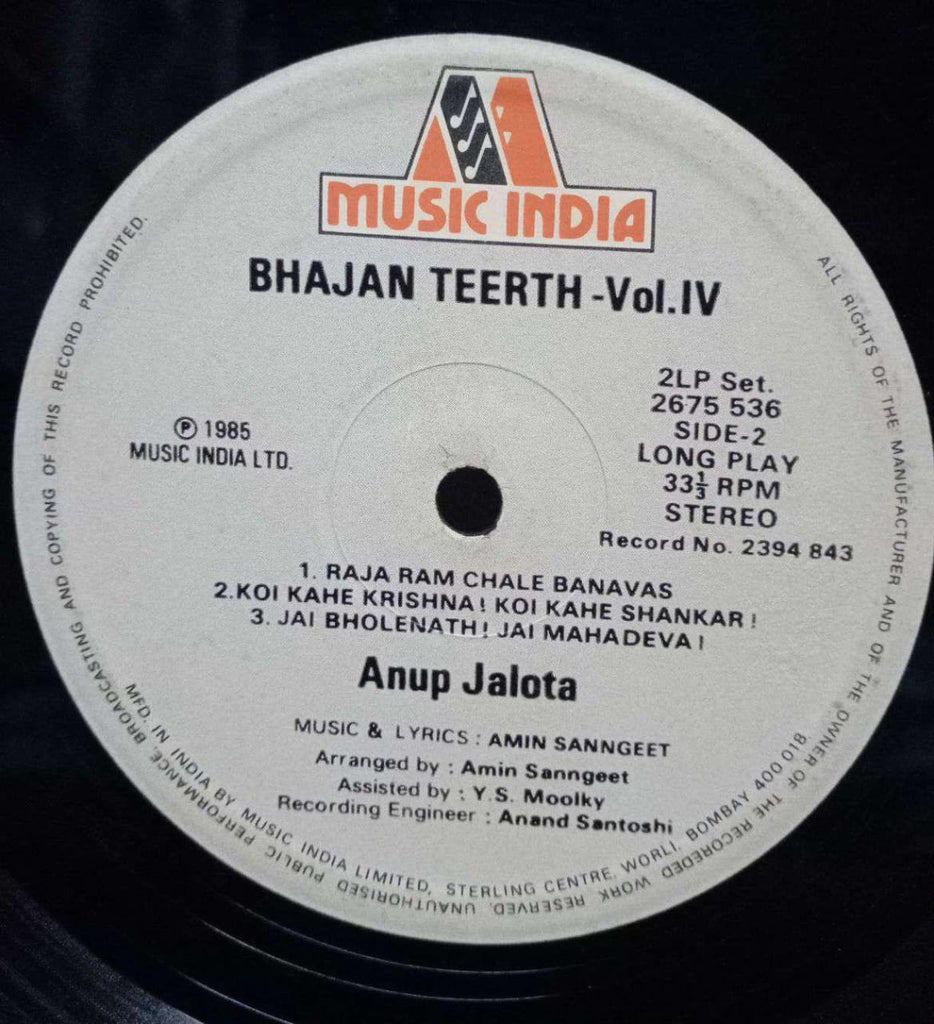 MUSIC INDIA
BHAJAN TEERTH - Vol.IV
℗ 1985
MUSIC INDIA LTD.
2LP Set.
2675 536
SIDE-2
LONG PLAY
33⅓ RPM
STEREO
Record No. 2394 843
1. RAJA RAM CHALE BANAVAS
2.KOI KAHE KRISHNA! KOI KAHE SHANKAR!
3. JAI BHOLENATH! JAI MAHADEVA!
Anup Jalota
MUSIC & LYRICS : AMIN SANNGEET
Arranged by : Amin Sanngeet
Assisted by : Y.S. Moolky
Recording Engineer : Anand Santoshi
MFD. IN INDIA BY MUSIC INDIA LIMITED, STERLING CENTRE, WORLI, BOMBAY 400 018
ALL RIGHTS OF THE MANUFACTURER AND OF THE OWNER OF THE RECOREDED WORK RESERVED. UNAUTHORISED PUBLIC PERFORMANCE, BROADCASTING AND COPYING OF THIS RECORD PROHIBITED.